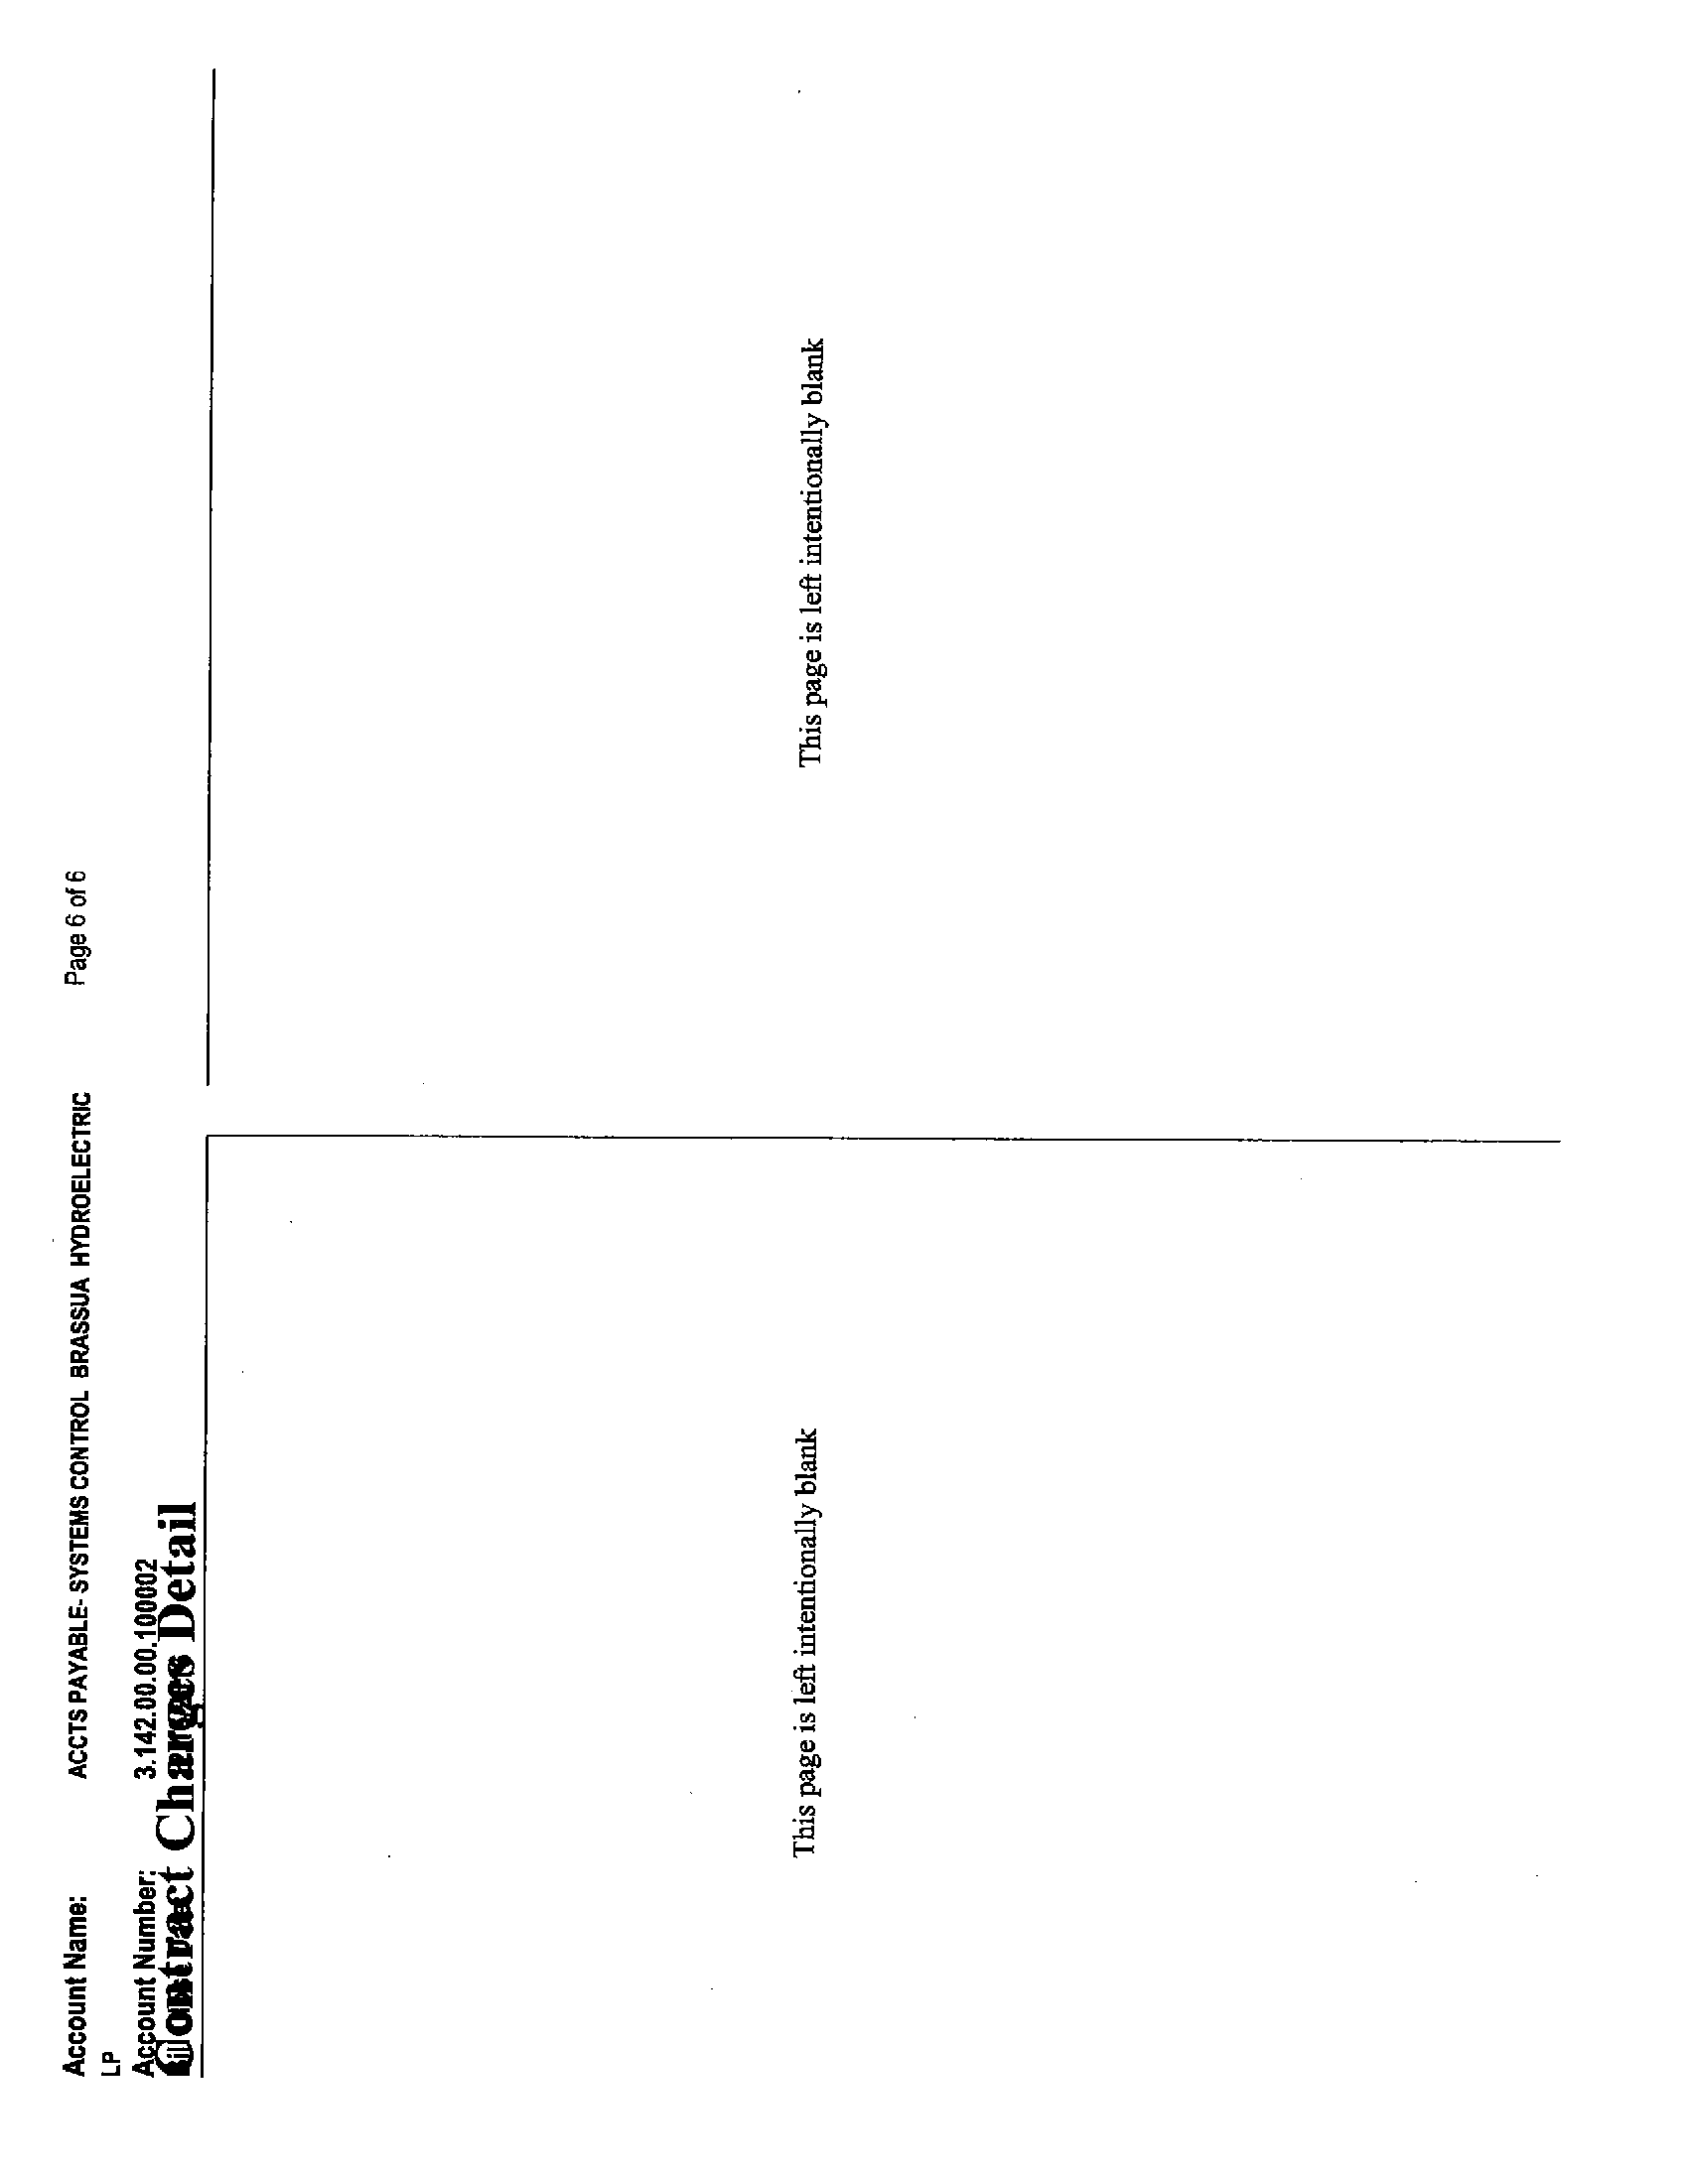 Account Name: ACCTS PAYABLE- SYSTEMS CONTROL BRASSUA HYDROELECTRIC Page 6 of 6
LP
Account Number: 3.142.00.00.100002
Contract Charges Detail
This page is left intentionally blank
This page is left intentionally blank